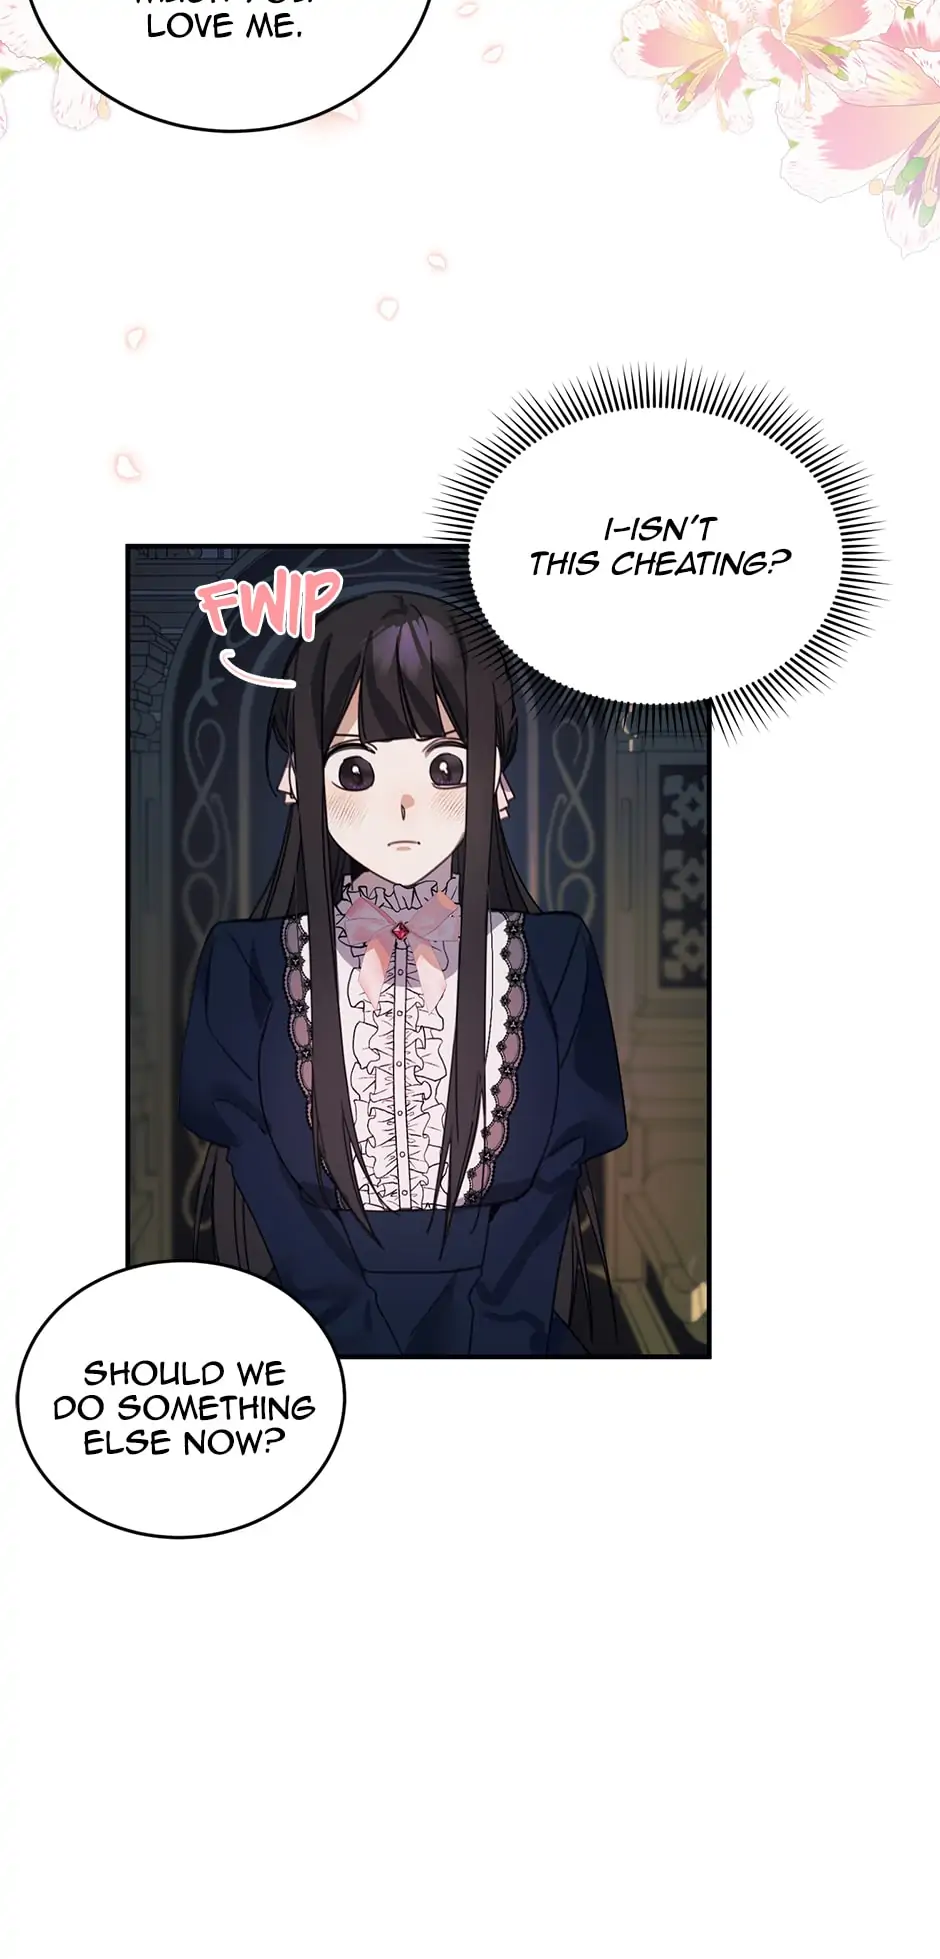 LOVE ME.
I-ISN'T
THIS CHEATING?
FWIP
SHOULD WE
DO SOMETHING
ELSE NOW?